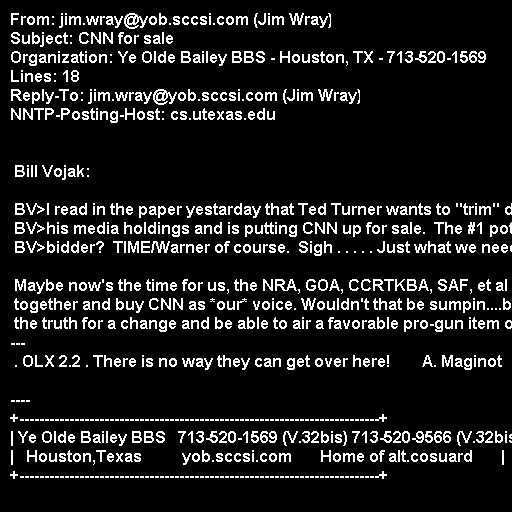 From: jim.wray@yob.sccsi.com (Jim Wray)
Subject: CNN for sale
Organization: Ye Olde Bailey BBS - Houston, TX - 713-520-1569
Lines: 18
Reply-To: jim.wray@yob.sccsi.com (Jim Wray)
NNTP-Posting-Host: cs.utexas.edu
Bill Vojak:
BV>I read in the paper yestarday that Ted Turner wants to "trim" d
BV>his media holdings and is putting CNN up for sale.  The #1 pot
BV>bidder?  TIME/Warner of course.  Sigh . . . . . Just what we nee
Maybe now's the time for us, the NRA, GOA, CCRTKBA, SAF, et al
together and buy CNN as *our* voice. Wouldn't that be sumpin....b
the truth for a change and be able to air a favorable pro-gun item o
---
. OLX 2.2 . There is no way they can get over here!       A. Maginot
----
+------------------------------------------------------------------------+
| Ye Olde Bailey BBS   713-520-1569 (V.32bis) 713-520-9566 (V.32bis
|   Houston,Texas          yob.sccsi.com       Home of alt.cosuard       |
+------------------------------------------------------------------------+